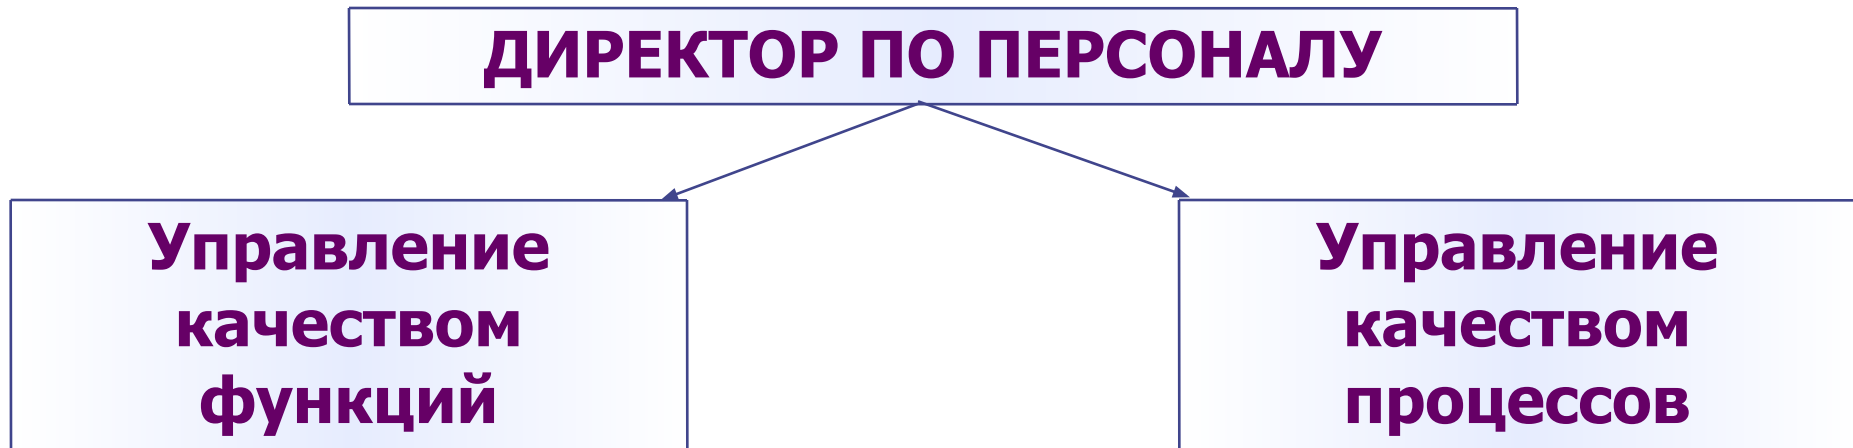 ДИРЕКТОР ПО ПЕРСОНАЛУ
Управление
качеством
функций
Управление
качеством
процессов